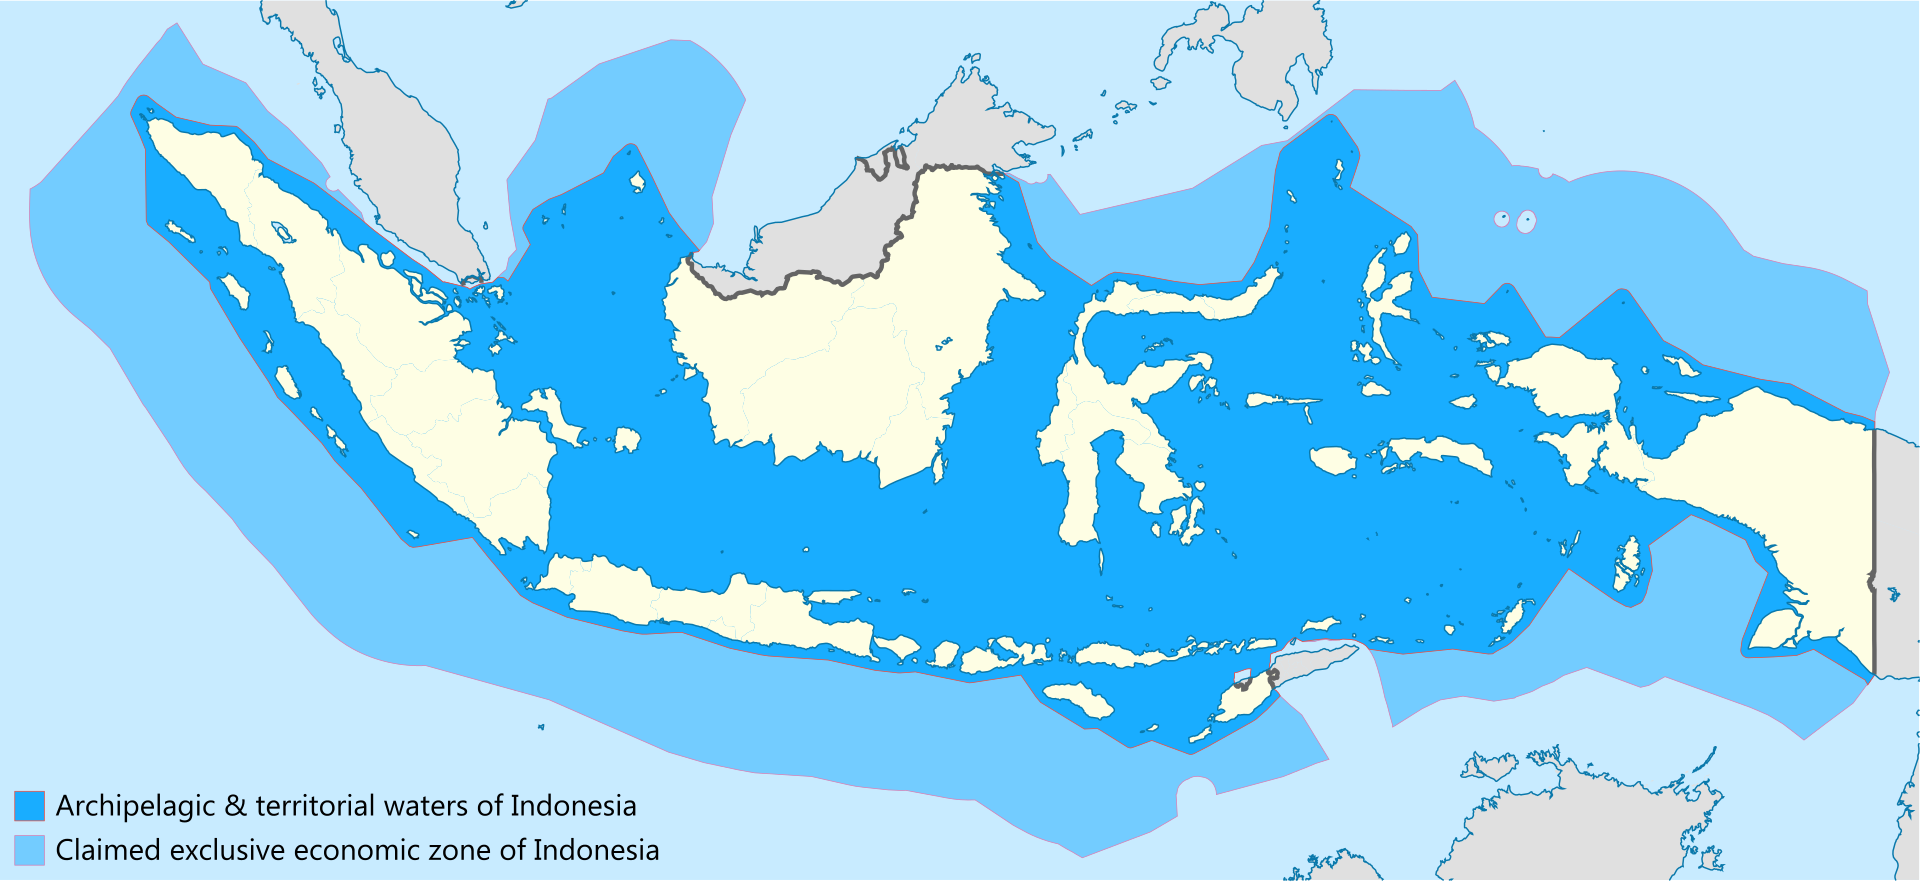 Archipelagic & territorial waters of Indonesia
Claimed exclusive economic zone of Indonesia